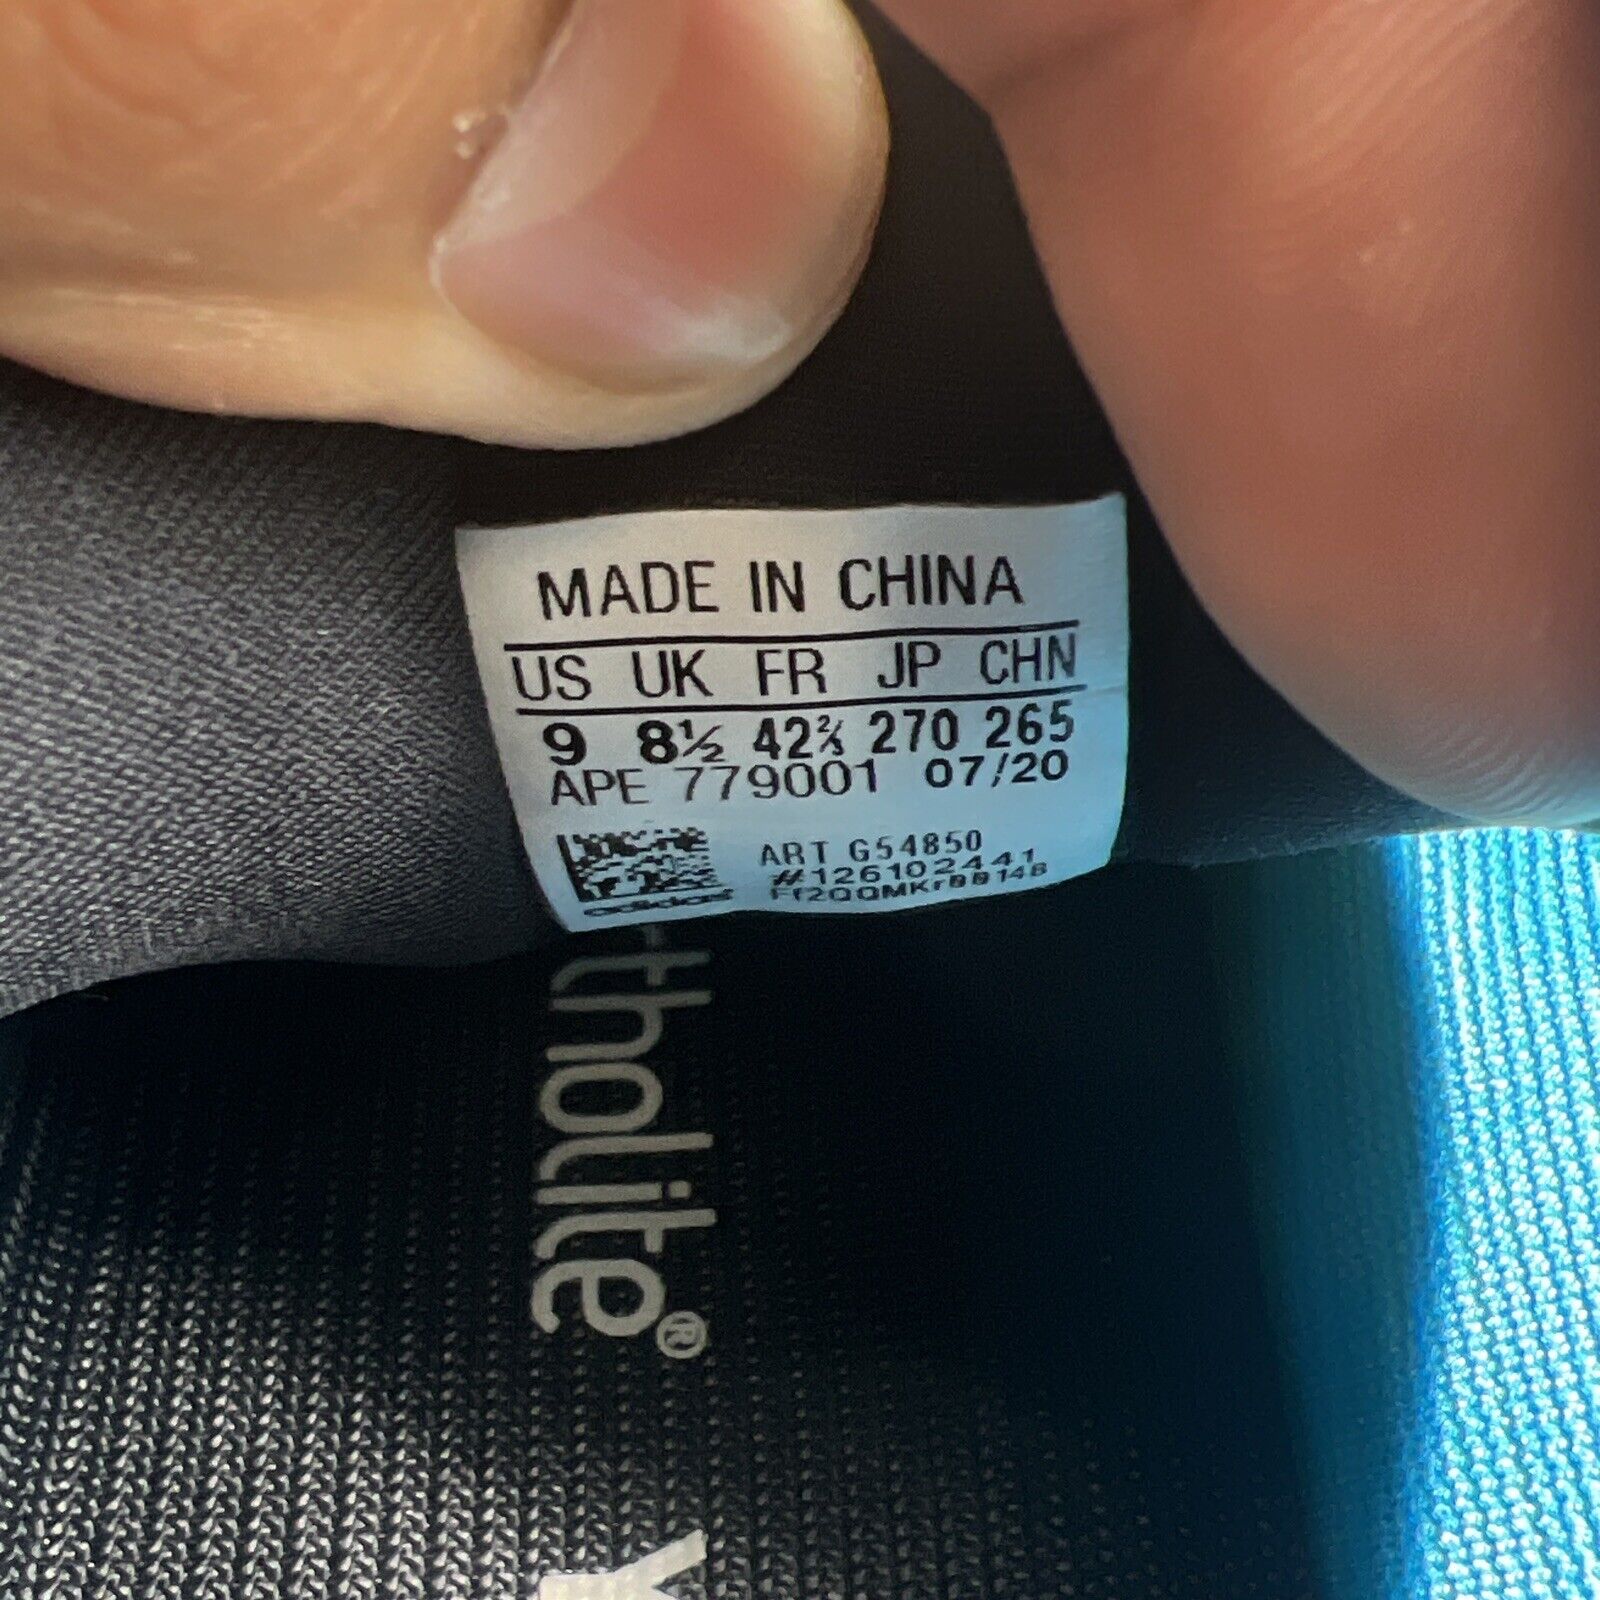 MADE IN CHINA
US UK FR JP CHN
9 8½ 42⅔ 270 265
APE 779001 07/20
ART G54850
#126102441
adidas
tholite®